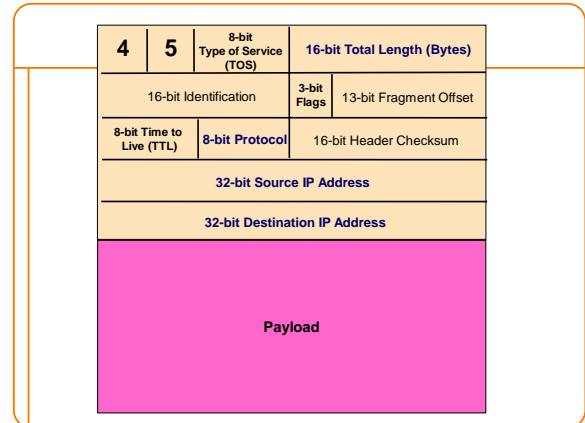 4
5
8-bit
Type of Service
(TOS)
16-bit Total Length (Bytes)
16-bit Identification
3-bit
Flags
13-bit Fragment Offset
8-bit Time to
Live (TTL)
8-bit Protocol
16-bit Header Checksum
32-bit Source IP Address
32-bit Destination IP Address
Payload